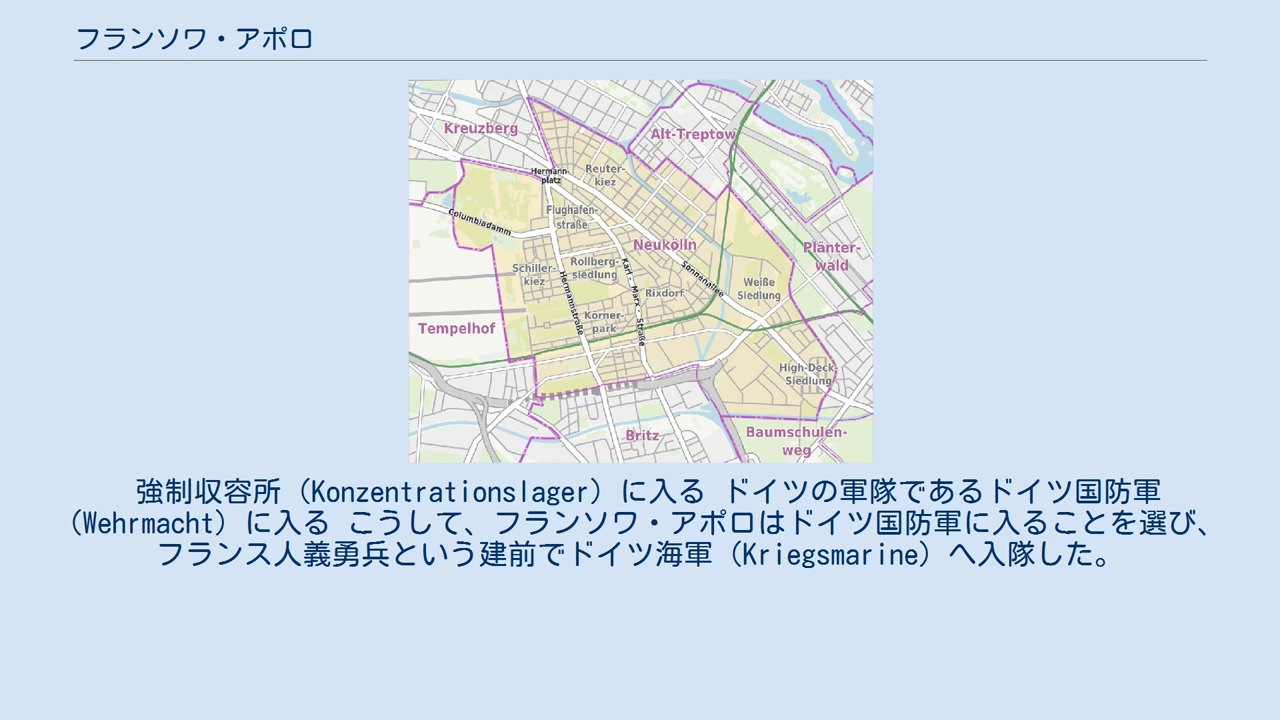 フランソワ・アポロ
Kreuzberg
Alt-Treptow
Hermann-
platz
Reuter-
kiez
Columbiadamm
Flughafen-
straße
Neukölln
Plänter-
wald
Schiller-
kiez
Rollberg-
siedlung
Karl - Marx - Straße
Sonnenallee
Weiße
Siedlung
Rixdorf
Hermannstraße
Körner-
park
Tempelhof
High-Deck-
Siedlung
Britz
Baumschulen-
weg
強制収容所（Konzentrationslager）に入る ドイツの軍隊であるドイツ国防軍
（Wehrmacht）に入る こうして、フランソワ・アポロはドイツ国防軍に入ることを選び、
フランス人義勇兵という建前でドイツ海軍（Kriegsmarine）へ入隊した。